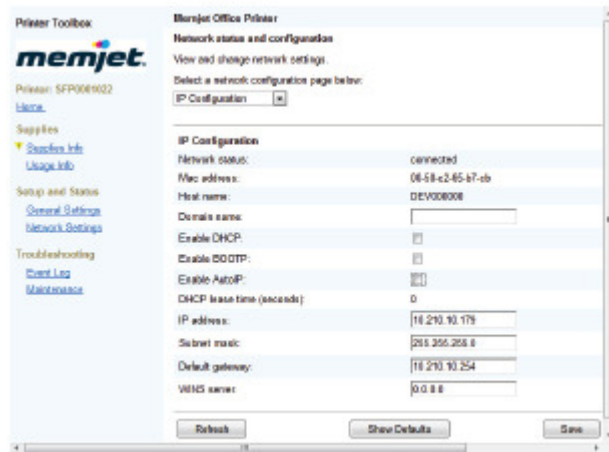 Printer Toolbox
memjet.
Printer: SFP0001022
Home
Supplies
Supplies Info
Usage Info
Setup and Status
General Settings
Network Settings
Troubleshooting
Event Log
Maintenance
Memjet Office Printer
Network status and configuration
View and change network settings.
Select a network configuration page below:
IP Configuration
IP Configuration
Network status: connected
Mac address:
Host name: DEV000000
Domain name:
Enable DHCP:
Enable BOOTP:
Enable AutoIP:
DHCP lease time (seconds): 0
IP address: 10.210.10.179
Subnet mask: 255.255.255.0
Default gateway: 10.210.10.254
WINS server: 0.0.0.0
Refresh
Show Defaults
Save